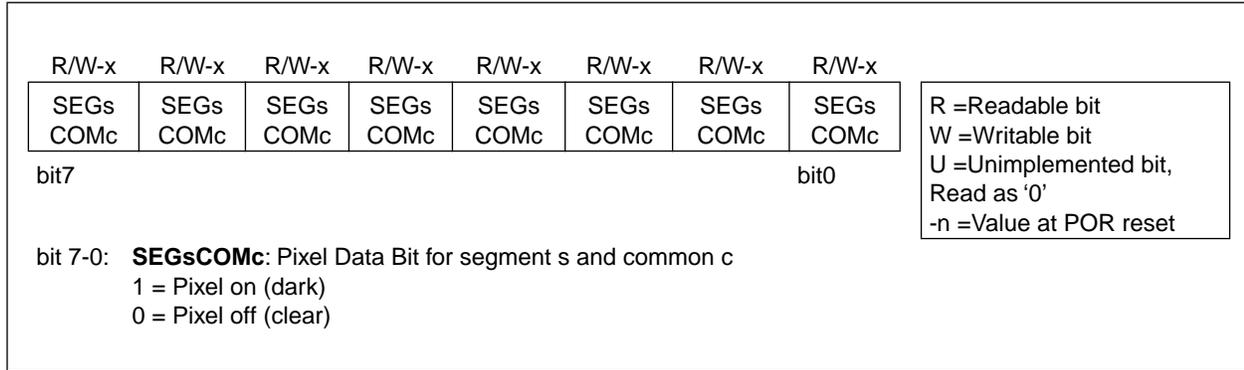 R/W-x R/W-x R/W-x R/W-x R/W-x R/W-x R/W-x R/W-x
SEGs SEGs SEGs SEGs SEGs SEGs SEGs SEGs
COMc COMc COMc COMc COMc COMc COMc COMc
bit7 bit0
R =Readable bit
W =Writable bit
U =Unimplemented bit,
Read as ‘0’
-n =Value at POR reset
bit 7-0: SEGsCOMc: Pixel Data Bit for segment s and common c
1 = Pixel on (dark)
0 = Pixel off (clear)